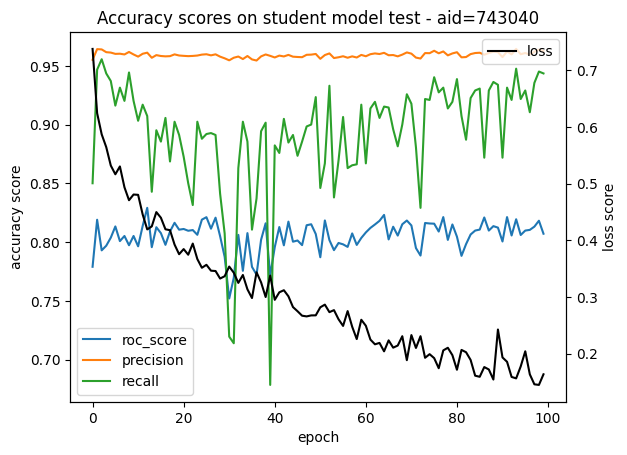 Accuracy scores on student model test - aid=743040
loss
0.95
0.90
0.85
0.80
0.75
0.70
accuracy score
0.7
0.6
0.5
0.4
0.3
0.2
loss score
roc_score
precision
recall
0
20
40
60
80
100
epoch